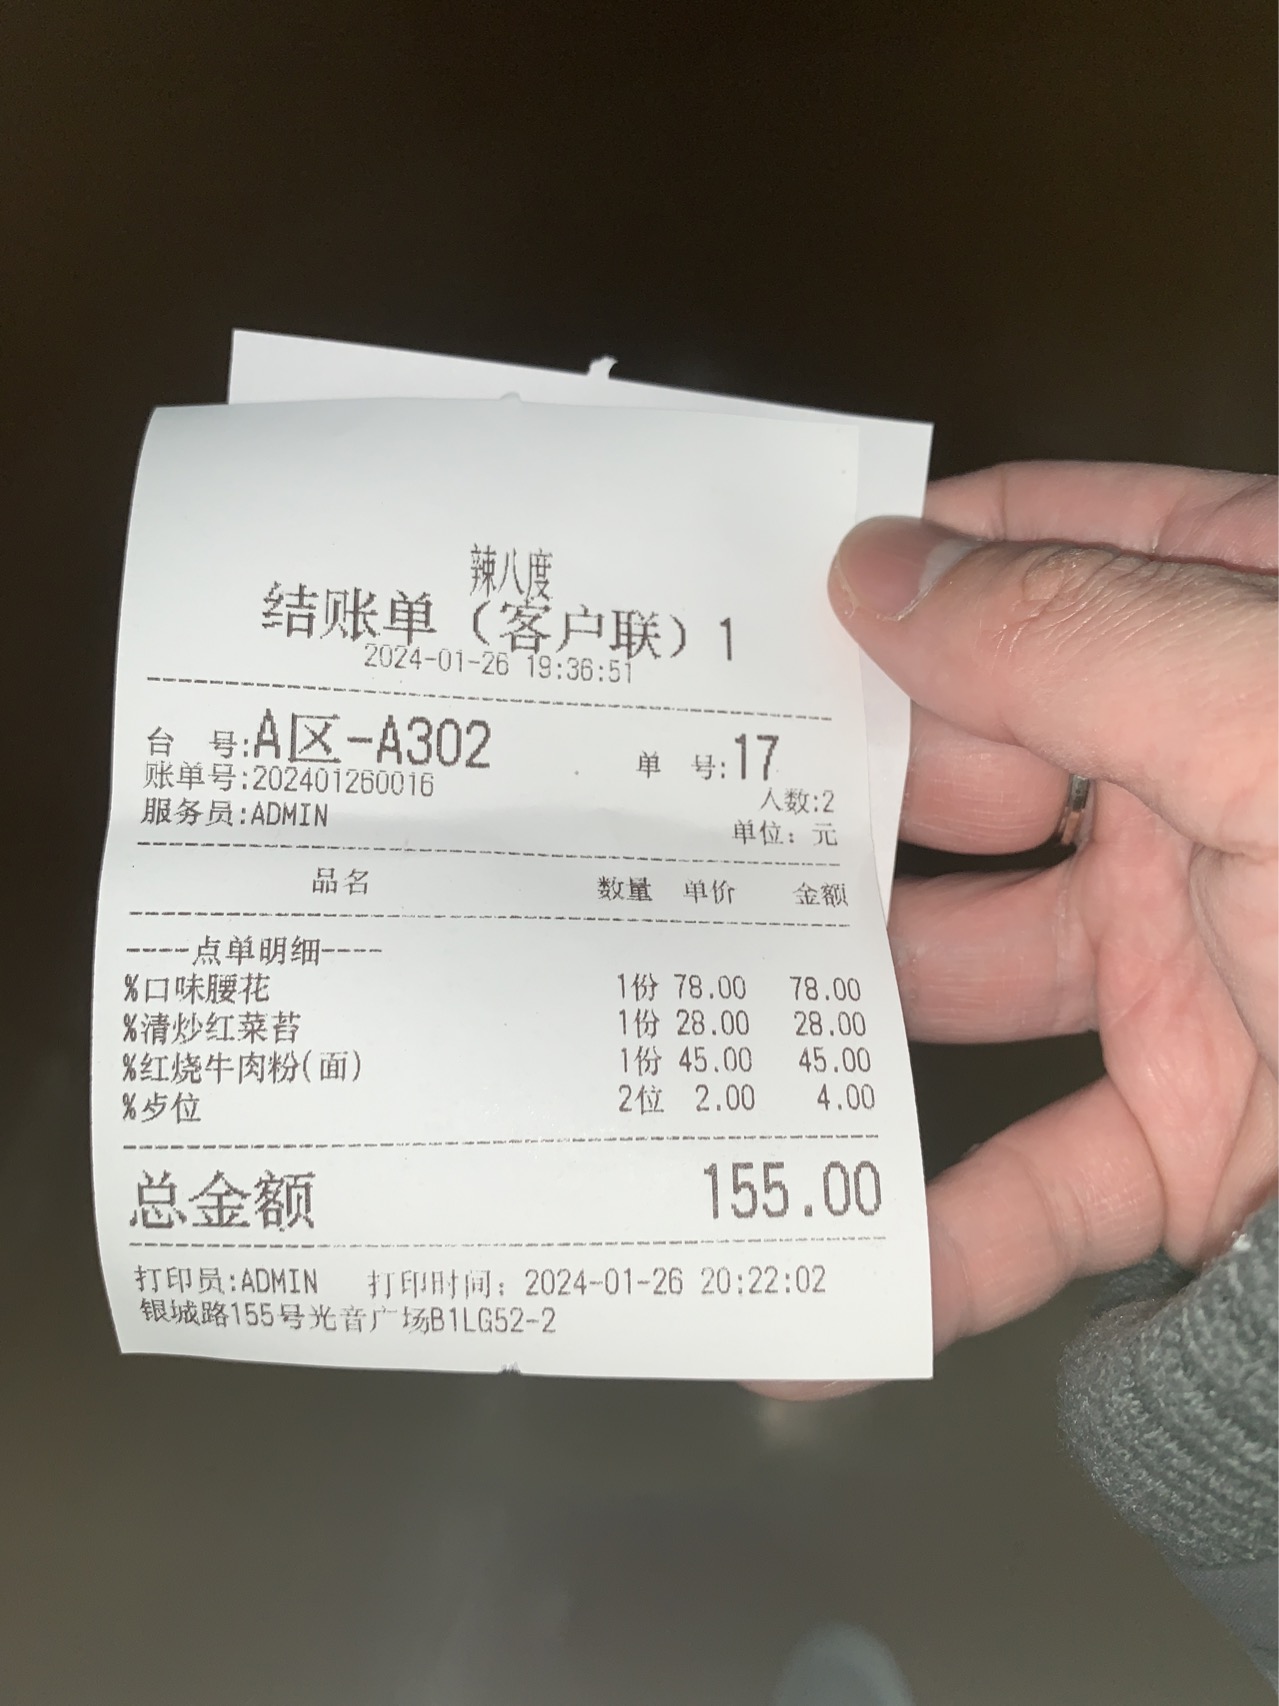 辣八度
结账单（客户联）1
2024-01-26 19:36:51
台 号:A区-A302 单 号:17
账单号:202401260016 人数:2
服务员:ADMIN 单位：元
品名 数量 单价 金额
----点单明细----
%口味腰花 1份 78.00 78.00
%清炒红菜苔 1份 28.00 28.00
%红烧牛肉粉(面) 1份 45.00 45.00
%歺位 2位 2.00 4.00
总金额 155.00
打印员:ADMIN 打印时间：2024-01-26 20:22:02
银城路155号光音广场B1LG52-2